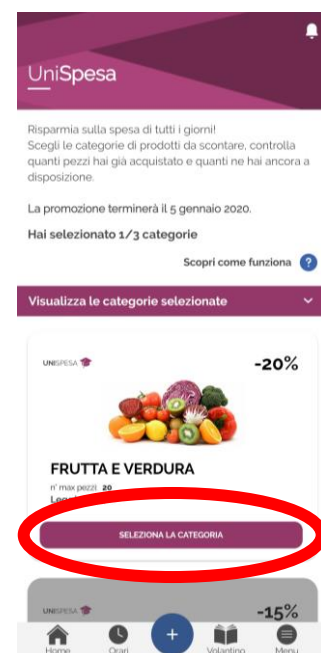 UniSpesa
Risparmia sulla spesa di tutti i giorni!
Scegli le categorie di prodotti da scontare, controlla
quanti pezzi hai già acquistato e quanti ne hai ancora a
disposizione.
La promozione terminerà il 5 gennaio 2020.
Hai selezionato 1/3 categorie
Scopri come funziona ?
Visualizza le categorie selezionate
UNISPESA -20%
FRUTTA E VERDURA
n° max pezzi: 20
SELEZIONA LA CATEGORIA
UNISPESA -15%
Home Orari + Volantino Menu